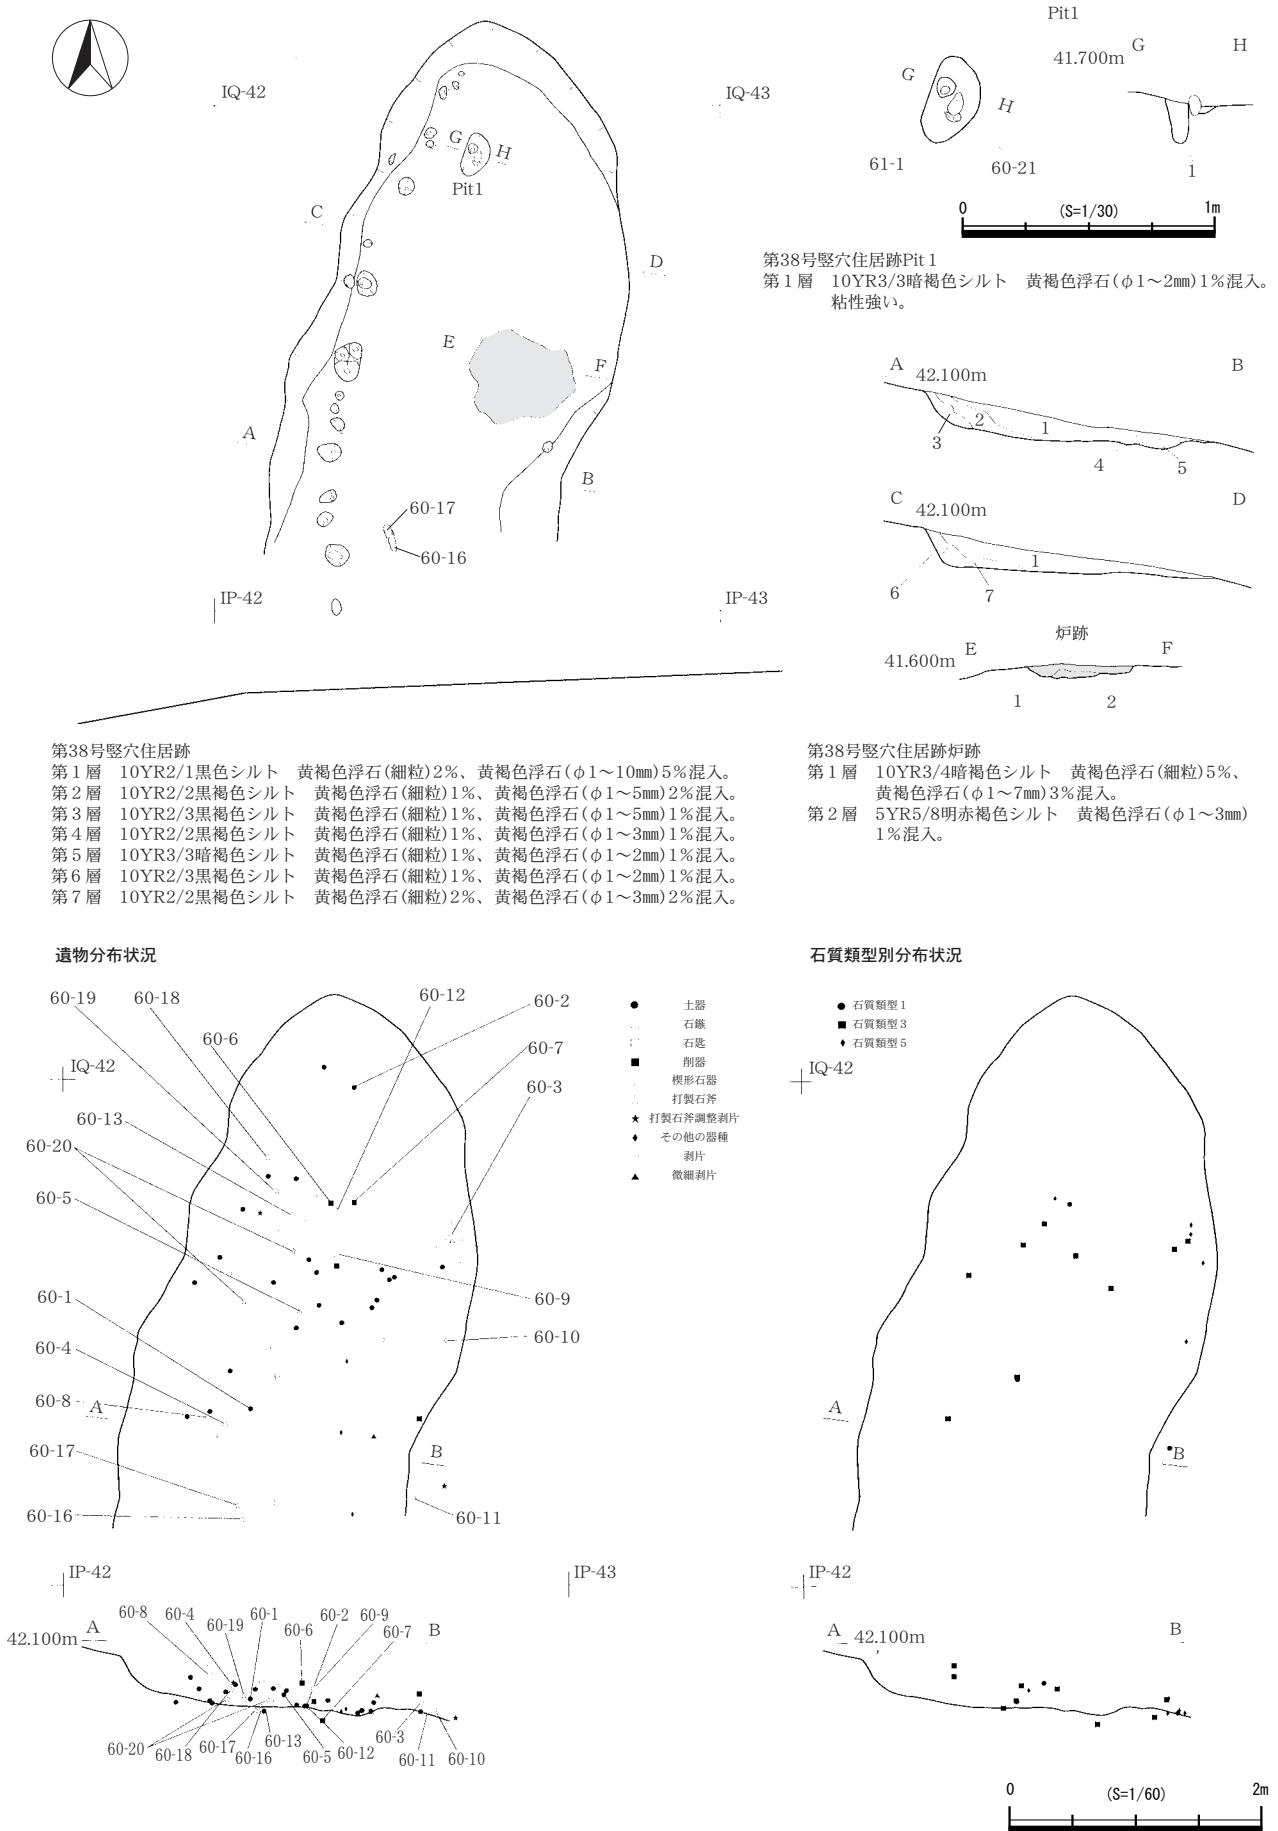 Pit1
IQ-42
IQ-43
G
H
Pit1
C
D
E
F
A
B
60-17
60-16
IP-42
IP-43
G
H
61-1
60-21
41.700m
G
H
1
0
(S=1/30)
1m
第38号竪穴住居跡Pit 1
第1層 10YR3/3暗褐色シルト 黄褐色浮石(φ1～2㎜)1%混入。
粘性強い。
A
42.100m
B
3
2
1
4
5
C
42.100m
D
1
6
7
炉跡
41.600m
E
F
1
2
第38号竪穴住居跡
第1層 10YR2/1黒色シルト 黄褐色浮石(細粒)2%、黄褐色浮石(φ1～10㎜)5%混入。
第2層 10YR2/2黒褐色シルト 黄褐色浮石(細粒)1%、黄褐色浮石(φ1～5㎜)2%混入。
第3層 10YR2/3黒褐色シルト 黄褐色浮石(細粒)1%、黄褐色浮石(φ1～5㎜)1%混入。
第4層 10YR2/2黒褐色シルト 黄褐色浮石(細粒)1%、黄褐色浮石(φ1～3㎜)1%混入。
第5層 10YR3/3暗褐色シルト 黄褐色浮石(細粒)1%、黄褐色浮石(φ1～2㎜)1%混入。
第6層 10YR2/3黒褐色シルト 黄褐色浮石(細粒)1%、黄褐色浮石(φ1～2㎜)1%混入。
第7層 10YR2/2黒褐色シルト 黄褐色浮石(細粒)2%、黄褐色浮石(φ1～3㎜)2%混入。
第38号竪穴住居跡炉跡
第1層 10YR3/4暗褐色シルト 黄褐色浮石(細粒)5%、
黄褐色浮石(φ1～7㎜)3%混入。
第2層 5YR5/8明赤褐色シルト 黄褐色浮石(φ1～3㎜)
1%混入。
遺物分布状況
60-19
60-18
60-12
60-2
60-6
60-7
IQ-42
60-3
60-13
60-20
60-5
60-1
60-9
60-10
60-4
60-8
A
60-17
B
60-16
60-11
土器
石鏃
石匙
削器
楔形石器
打製石斧
打製石斧調整剥片
その他の器種
剥片
微細剥片
IP-42
IP-43
42.100m
A
60-8
60-4
60-19
60-1
60-6
60-2
60-9
60-7
B
60-20
60-18
60-17
60-16
60-13
60-5
60-12
60-3
60-11
60-10
石質類型別分布状況
石質類型1
石質類型3
石質類型5
IQ-42
A
B
IP-42
A
42.100m
B
0
(S=1/60)
2m